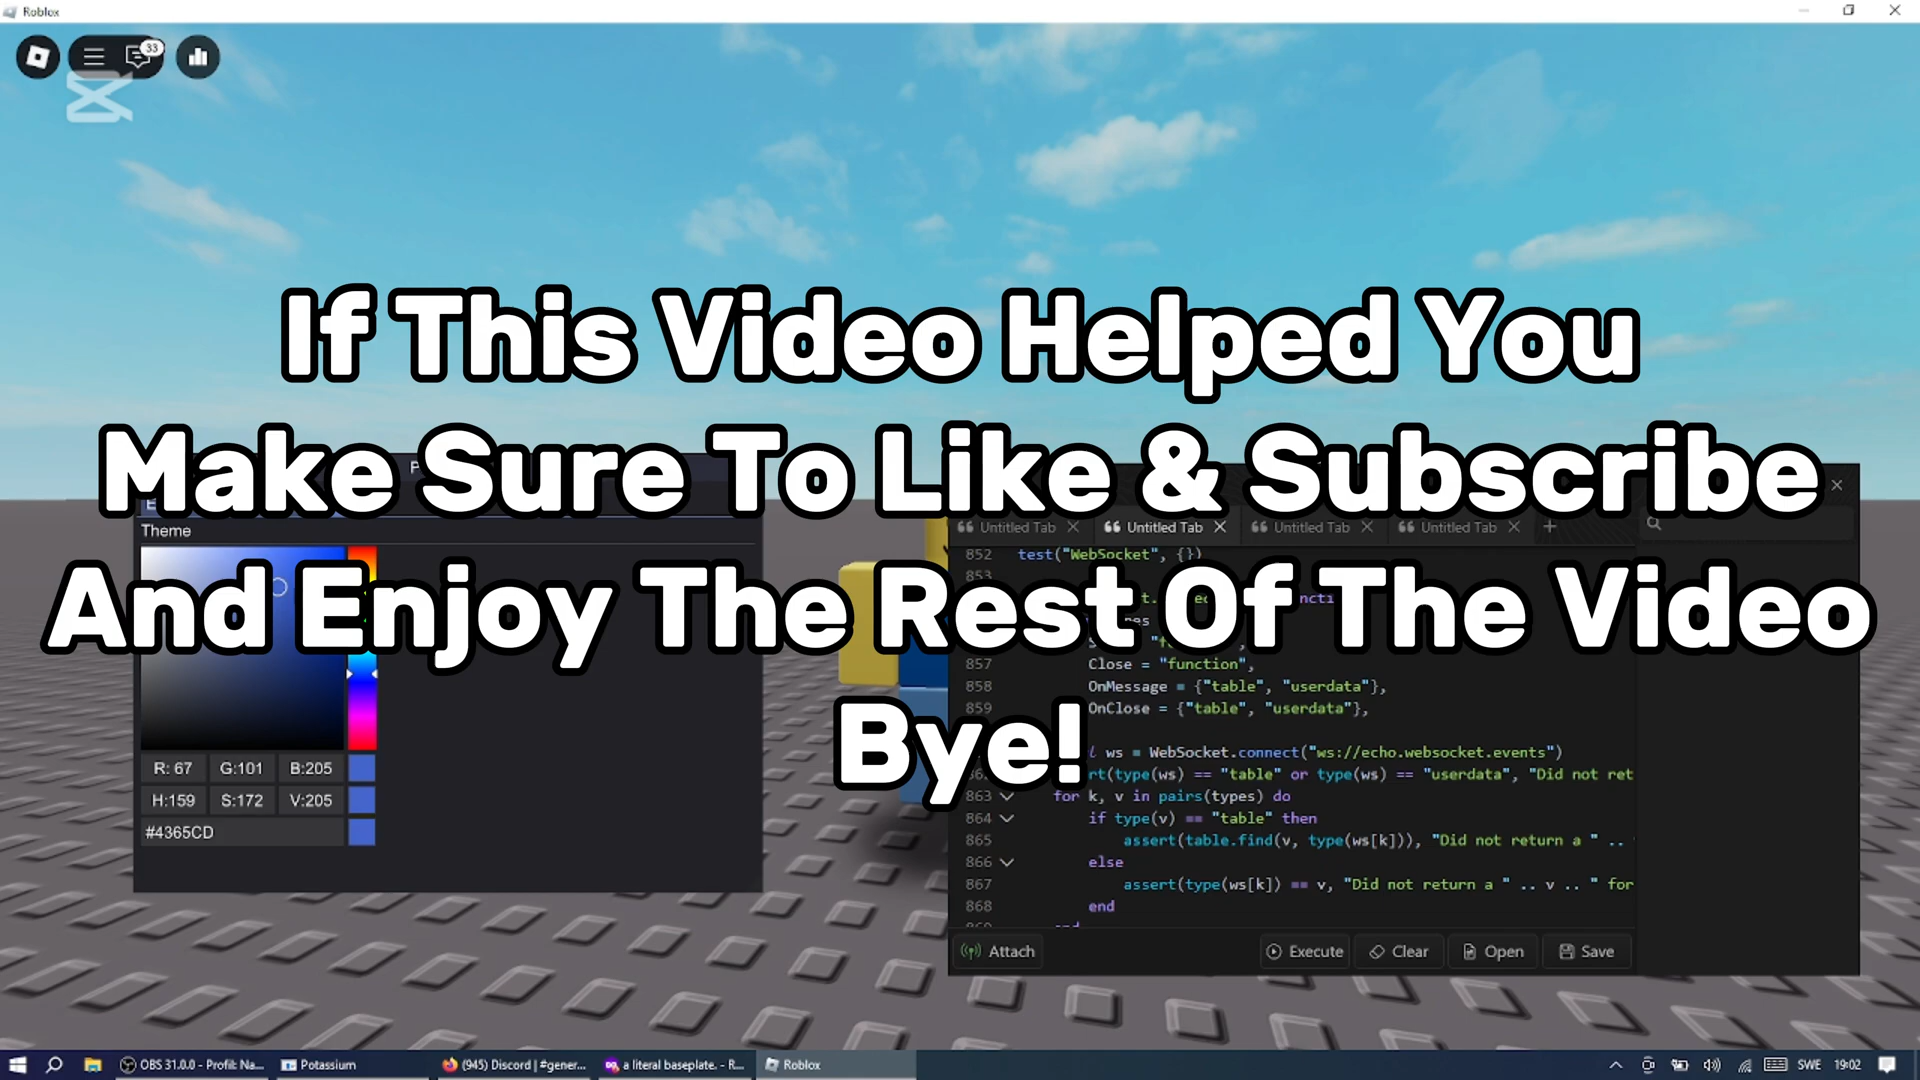 Roblox
33
If This Video Helped You
Make Sure To Like & Subscribe
And Enjoy The Rest Of The Video
Bye!
Theme
R: 67 G:101 B:205
H:159 S:172 V:205
#4365CD
Untitled Tab Untitled Tab Untitled Tab Untitled Tab
852 test("WebSocket", {})
853
857 Close = "function",
858 OnMessage = {"table", "userdata"},
859 OnClose = {"table", "userdata"},
ws = WebSocket.connect("ws://echo.websocket.events")
(type(ws) == "table" or type(ws) == "userdata", "Did not ret
863 for k, v in pairs(types) do
864 if type(v) == "table" then
865 assert(table.find(v, type(ws[k])), "Did not return a " ..
866 else
867 assert(type(ws[k]) == v, "Did not return a " .. v .. " for
868 end
Attach Execute Clear Open Save
OBS 31.0.0 - Profil: Na... Potassium (945) Discord | #gener... a literal baseplate. - R... Roblox SWE 19:02